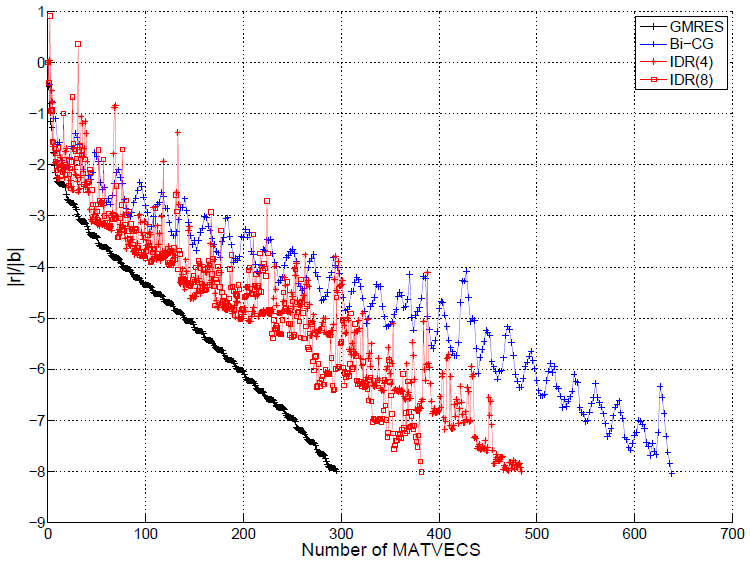 1
0
−1
−2
−3
−4
−5
−6
−7
−8
−9
|r|/|b|
0 100 200 300 400 500 600 700
Number of MATVECS
GMRES
Bi−CG
IDR(4)
IDR(8)